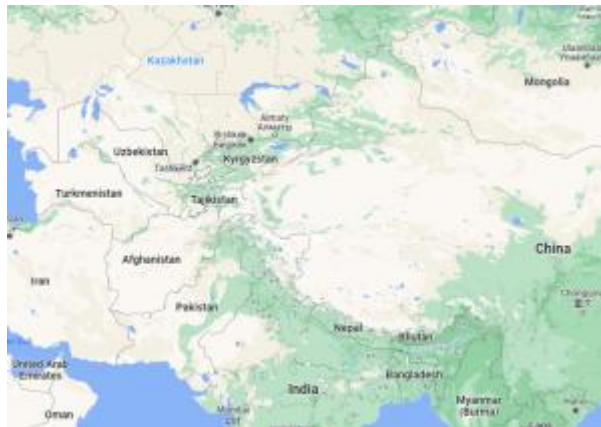 Kazakhstan
Mongolia
Almaty
Uzbekistan
Tashkent
Kyrgyzstan
Turkmenistan
Tajikistan
China
Afghanistan
Iran
Pakistan
Nepal
Bhutan
United Arab
Emirates
India
Bangladesh
Mumbai
Myanmar
(Burma)
Oman